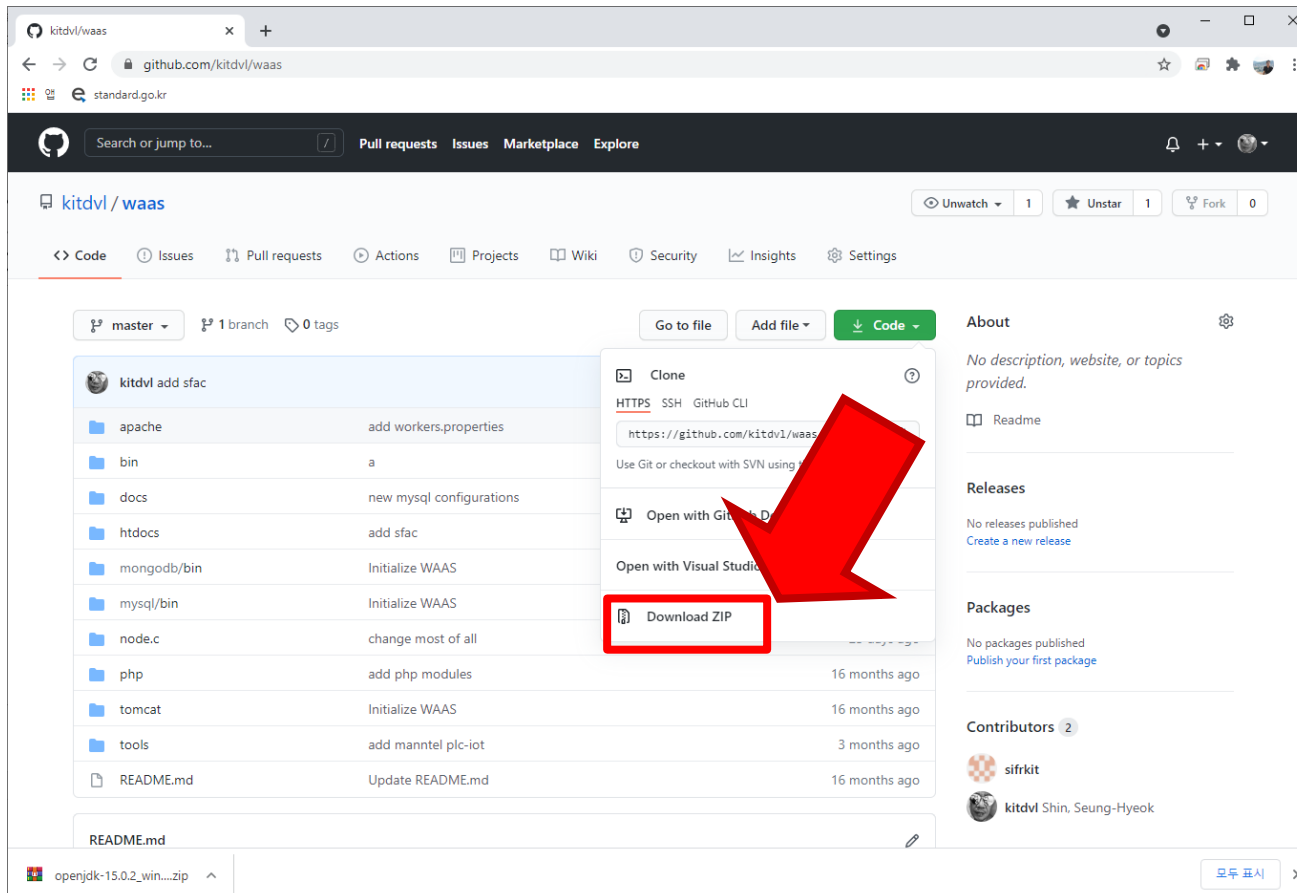 kitdvl/waas
github.com/kitdvl/waas
앱 standard.go.kr
Search or jump to... / Pull requests Issues Marketplace Explore
kitdvl / waas Unwatch 1 Unstar 1 Fork 0
Code Issues Pull requests Actions Projects Wiki Security Insights Settings
master 1 branch 0 tags Go to file Add file Code
kitdvl add sfac
apache add workers.properties
bin a
docs new mysql configurations
htdocs add sfac
mongodb/bin Initialize WAAS
mysql/bin Initialize WAAS
node.c change most of all
php add php modules 16 months ago
tomcat Initialize WAAS 16 months ago
tools add manntel plc-iot 3 months ago
README.md Update README.md 16 months ago
README.md
Clone
HTTPS SSH GitHub CLI
https://github.com/kitdvl/waas
Use Git or checkout with SVN using
Open with
Open with Visual Studio
Download ZIP
About
No description, website, or topics
provided.
Readme
Releases
No releases published
Create a new release
Packages
No packages published
Publish your first package
Contributors 2
sifrkit
kitdvl Shin, Seung-Hyeok
openjdk-15.0.2_win....zip 모두 표시